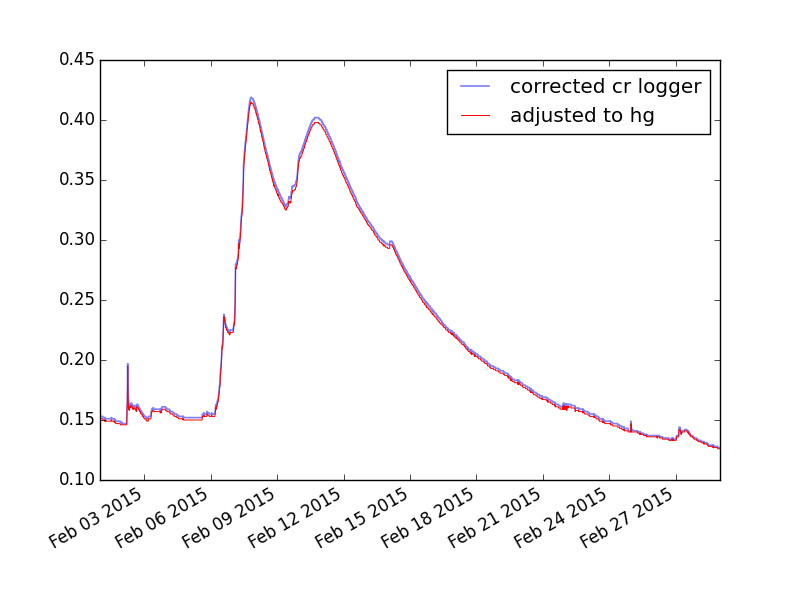 0.45
0.40
0.35
0.30
0.25
0.20
0.15
0.10
corrected cr logger
adjusted to hg
Feb 03 2015
Feb 06 2015
Feb 09 2015
Feb 12 2015
Feb 15 2015
Feb 18 2015
Feb 21 2015
Feb 24 2015
Feb 27 2015